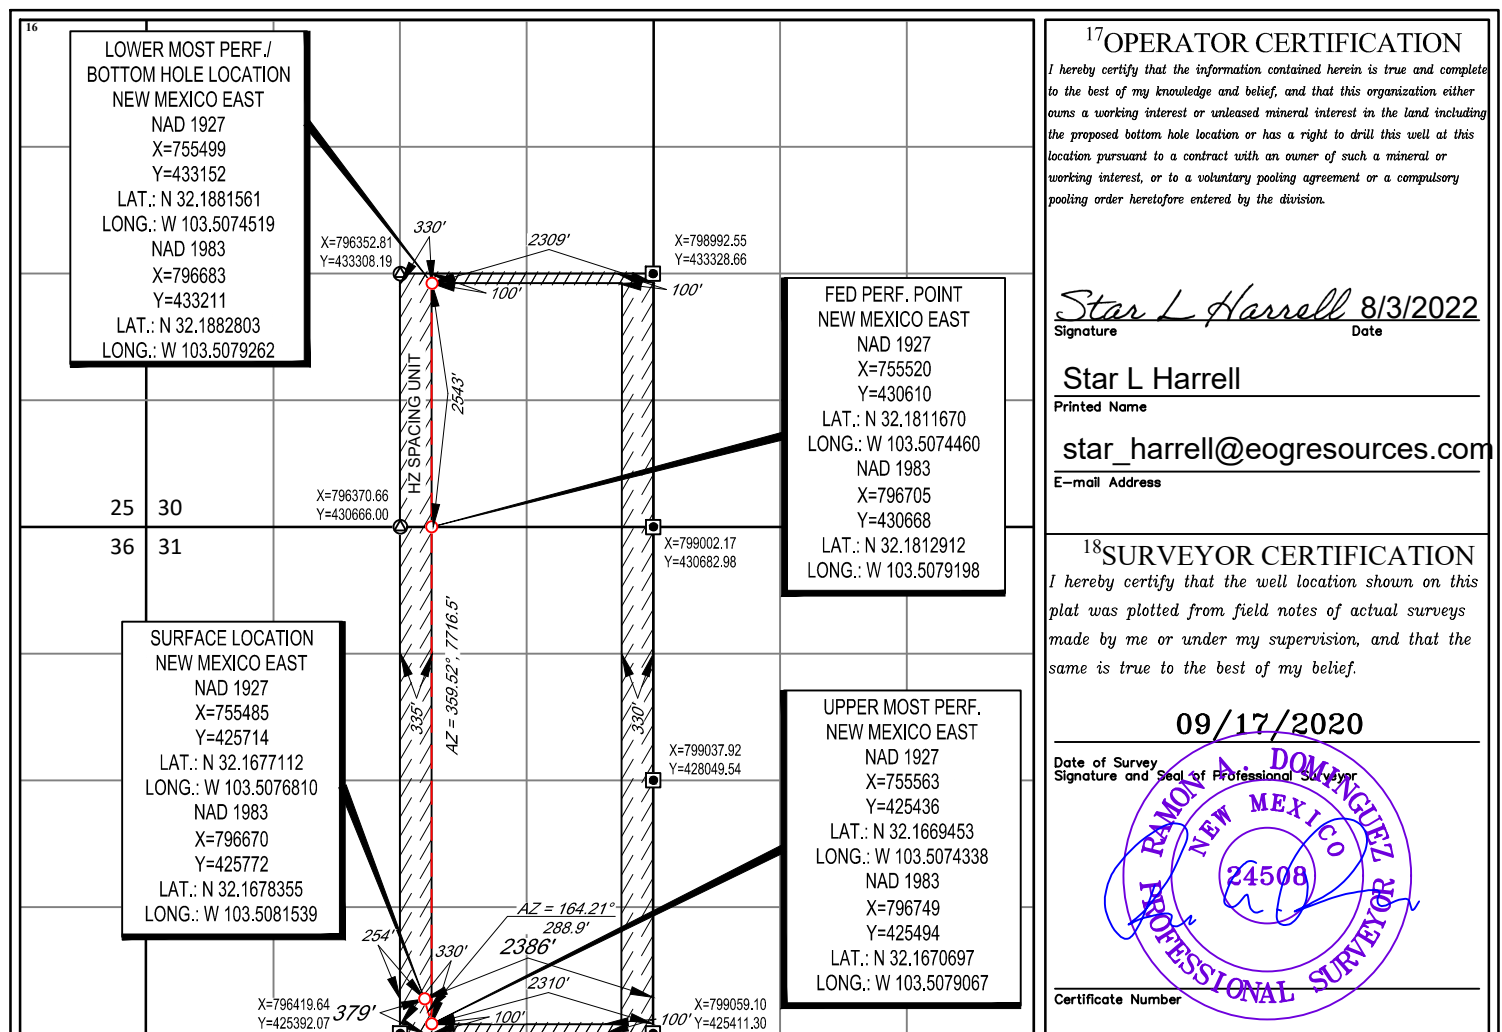 16
LOWER MOST PERF./
BOTTOM HOLE LOCATION
NEW MEXICO EAST
NAD 1927
X=755499
Y=433152
LAT.: N 32.1881561
LONG.: W 103.5074519
NAD 1983
X=796683
Y=433211
LAT.: N 32.1882803
LONG.: W 103.5079262
X=796352.81
Y=433308.19
330'
2309'
X=798992.55
Y=433328.66
100'
100'
HZ SPACING UNIT
2543'
FED PERF. POINT
NEW MEXICO EAST
NAD 1927
X=755520
Y=430610
LAT.: N 32.1811670
LONG.: W 103.5074460
NAD 1983
X=796705
Y=430668
LAT.: N 32.1812912
LONG.: W 103.5079198
25 30
36 31
X=796370.66
Y=430666.00
X=799002.17
Y=430682.98
SURFACE LOCATION
NEW MEXICO EAST
NAD 1927
X=755485
Y=425714
LAT.: N 32.1677112
LONG.: W 103.5076810
NAD 1983
X=796670
Y=425772
LAT.: N 32.1678355
LONG.: W 103.5081539
335'
AZ = 359.52°, 7716.5'
330'
X=799037.92
Y=428049.54
UPPER MOST PERF.
NEW MEXICO EAST
NAD 1927
X=755563
Y=425436
LAT.: N 32.1669453
LONG.: W 103.5074338
NAD 1983
X=796749
Y=425494
LAT.: N 32.1670697
LONG.: W 103.5079067
AZ = 164.21°
288.9'
254'
330'
2386'
2310'
X=796419.64
Y=425392.07
379'
100'
100'
X=799059.10
Y=425411.30
17OPERATOR CERTIFICATION
I hereby certify that the information contained herein is true and complete
to the best of my knowledge and belief, and that this organization either
owns a working interest or unleased mineral interest in the land including
the proposed bottom hole location or has a right to drill this well at this
location pursuant to a contract with an owner of such a mineral or
working interest, or to a voluntary pooling agreement or a compulsory
pooling order heretofore entered by the division.
Star L Harrell 8/3/2022
Signature Date
Star L Harrell
Printed Name
star_harrell@eogresources.com
E-mail Address
18SURVEYOR CERTIFICATION
I hereby certify that the well location shown on this
plat was plotted from field notes of actual surveys
made by me or under my supervision, and that the
same is true to the best of my belief.
09/17/2020
Date of Survey
Signature and Seal of Professional Surveyor
RAMON A. DOMINGUEZ
NEW MEXICO
24508
PROFESSIONAL SURVEYOR
Certificate Number